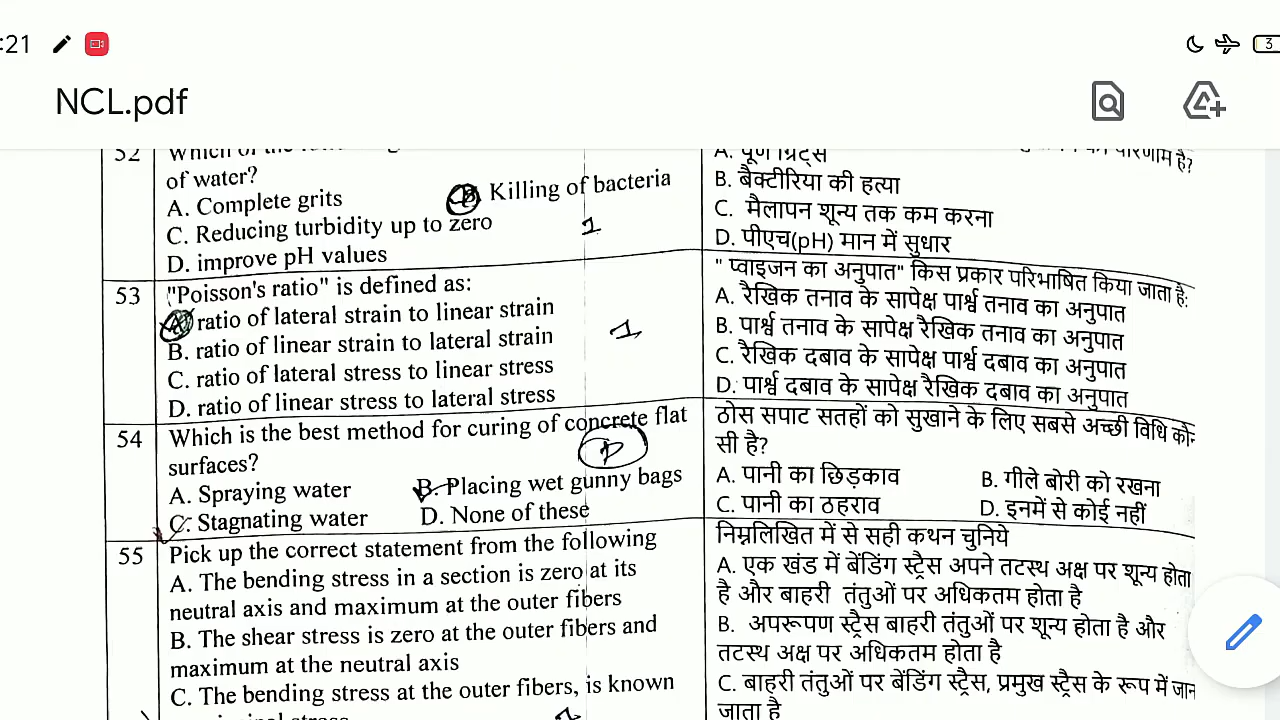 :21
3
NCL.pdf
52
of water?
A. Complete grits
B. Killing of bacteria
C. Reducing turbidity up to zero
1
D. improve pH values
परिणाम है?
A. पूर्ण ग्रिट्स
B. बैक्टीरिया की हत्या
C. मैलापन शून्य तक कम करना
D. पीएच(pH) मान में सुधार
53
"Poisson's ratio" is defined as:
A. ratio of lateral strain to linear strain
B. ratio of linear strain to lateral strain
1
C. ratio of lateral stress to linear stress
D. ratio of linear stress to lateral stress
" प्वाइजन का अनुपात" किस प्रकार परिभाषित किया जाता है:
A. रैखिक तनाव के सापेक्ष पार्श्व तनाव का अनुपात
B. पार्श्व तनाव के सापेक्ष रैखिक तनाव का अनुपात
C. रैखिक दबाव के सापेक्ष पार्श्व दबाव का अनुपात
D. पार्श्व दबाव के सापेक्ष रैखिक दबाव का अनुपात
54
Which is the best method for curing of concrete flat
surfaces?
D
A. Spraying water
B. Placing wet gunny bags
C. Stagnating water
D. None of these
ठोस सपाट सतहों को सुखाने के लिए सबसे अच्छी विधि कौन
सी है?
A. पानी का छिड़काव
B. गीले बोरी को रखना
C. पानी का ठहराव
D. इनमें से कोई नहीं
55
Pick up the correct statement from the following
A. The bending stress in a section is zero at its
neutral axis and maximum at the outer fibers
B. The shear stress is zero at the outer fibers and
maximum at the neutral axis
C. The bending stress at the outer fibers, is known
निम्नलिखित में से सही कथन चुनिये
A. एक खंड में बेंडिंग स्ट्रैस अपने तटस्थ अक्ष पर शून्य होता
है और बाहरी तंतुओं पर अधिकतम होता है
B. अपरूपण स्ट्रैस बाहरी तंतुओं पर शून्य होता है और
तटस्थ अक्ष पर अधिकतम होता है
C. बाहरी तंतुओं पर बेंडिंग स्ट्रैस, प्रमुख स्ट्रैस के रूप में जान
जाता है